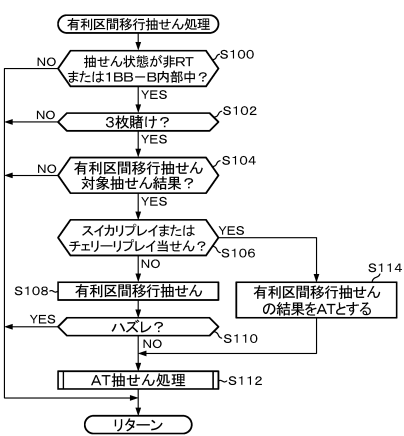 有利区間移行抽せん処理
S100
抽せん状態が非RT
または1BB−B内部中？
NO
YES
S102
3枚賭け？
NO
YES
S104
有利区間移行抽せん
対象抽せん結果？
NO
YES
スイカリプレイまたは
チェリーリプレイ当せん？
YES
S106
NO
S114
S108
有利区間移行抽せん
有利区間移行抽せん
の結果をATとする
YES
ハズレ？
S110
NO
AT抽せん処理
S112
リターン